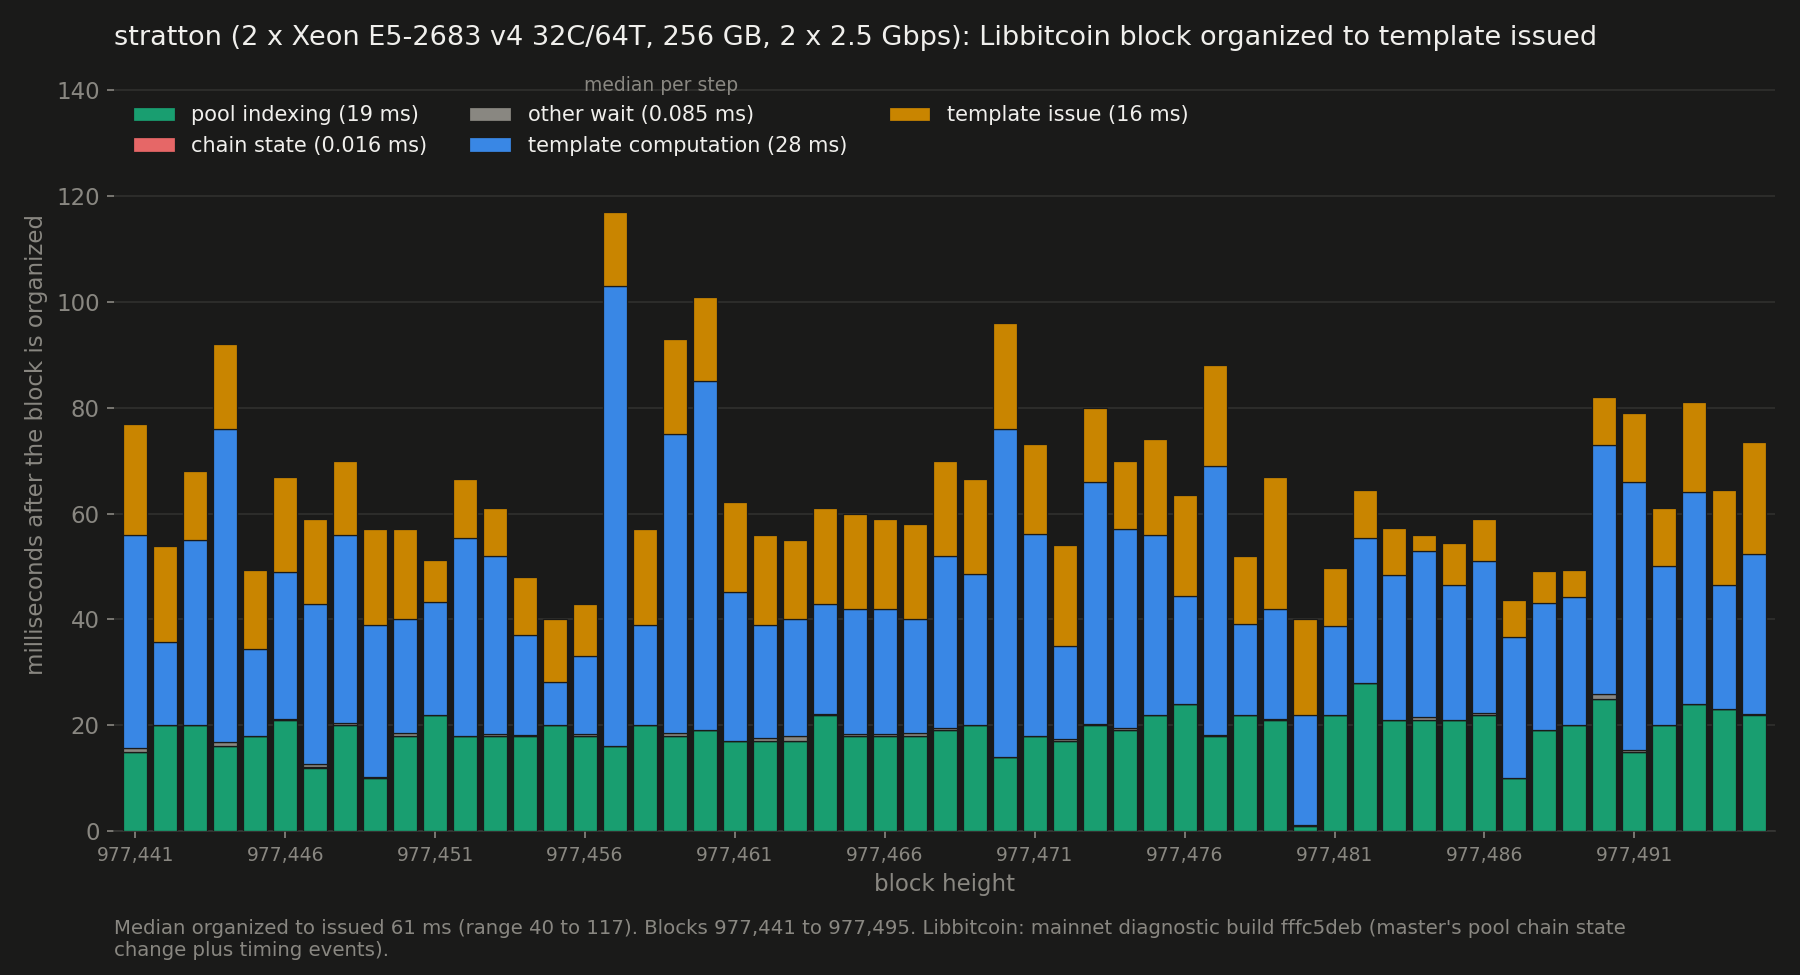 stratton (2 x Xeon E5-2683 v4 32C/64T, 256 GB, 2 x 2.5 Gbps): Libbitcoin block organized to template issued
median per step
pool indexing (19 ms)
other wait (0.085 ms)
template issue (16 ms)
chain state (0.016 ms)
template computation (28 ms)
milliseconds after the block is organized
140
120
100
80
60
40
20
0
977,441
977,446
977,451
977,456
977,461
977,466
977,471
977,476
977,481
977,486
977,491
block height
Median organized to issued 61 ms (range 40 to 117). Blocks 977,441 to 977,495. Libbitcoin: mainnet diagnostic build fffc5deb (master's pool chain state
change plus timing events).